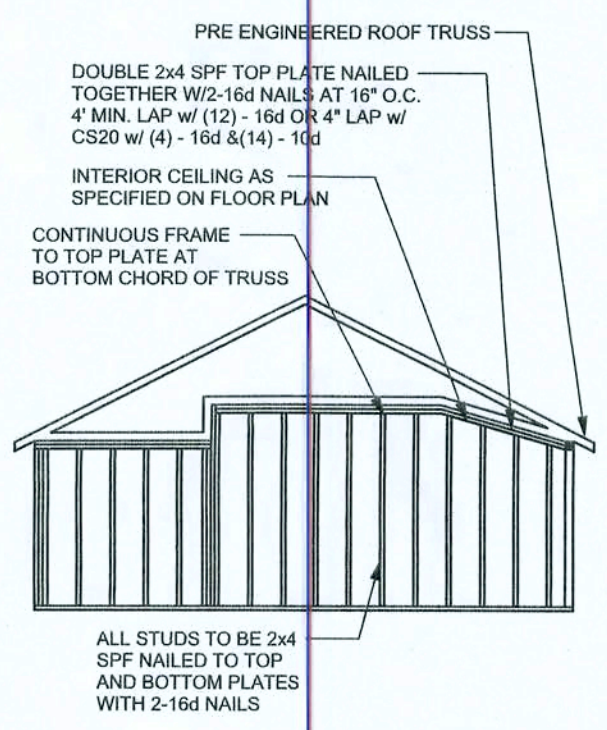 PRE ENGINEERED ROOF TRUSS
DOUBLE 2x4 SPF TOP PLATE NAILED
TOGETHER W/2-16d NAILS AT 16" O.C.
4' MIN. LAP w/ (12) - 16d OR 4" LAP w/
CS20 w/ (4) - 16d &(14) - 10d
INTERIOR CEILING AS
SPECIFIED ON FLOOR PLAN
CONTINUOUS FRAME
TO TOP PLATE AT
BOTTOM CHORD OF TRUSS
ALL STUDS TO BE 2x4
SPF NAILED TO TOP
AND BOTTOM PLATES
WITH 2-16d NAILS